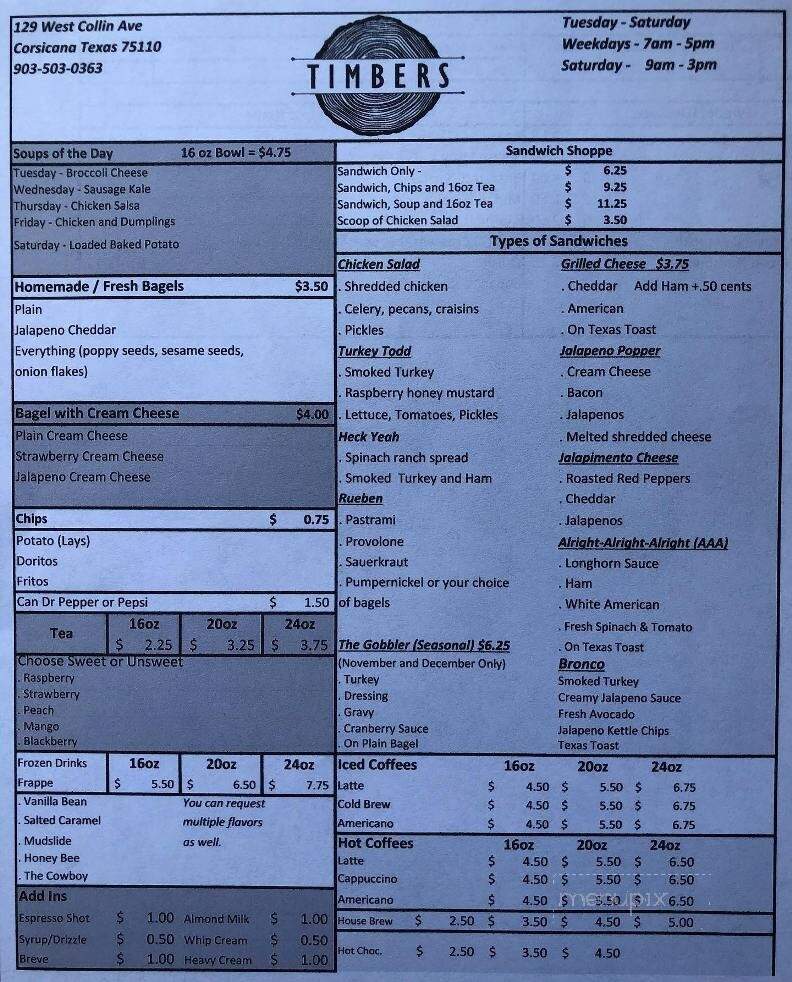 129 West Collin Ave
Corsicana Texas 75110
903-503-0363
TIMBERS
Tuesday - Saturday
Weekdays - 7am - 5pm
Saturday - 9am - 3pm
Soups of the Day 16 oz Bowl = $4.75
Tuesday - Broccoli Cheese
Wednesday - Sausage Kale
Thursday - Chicken Salsa
Friday - Chicken and Dumplings
Saturday - Loaded Baked Potato
Homemade / Fresh Bagels $3.50
Plain
Jalapeno Cheddar
Everything (poppy seeds, sesame seeds,
onion flakes)
Bagel with Cream Cheese $4.00
Plain Cream Cheese
Strawberry Cream Cheese
Jalapeno Cream Cheese
Chips $ 0.75
Potato (Lays)
Doritos
Fritos
Can Dr Pepper or Pepsi $ 1.50
Tea 16oz 20oz 24oz
$ 2.25 $ 3.25 $ 3.75
Choose Sweet or Unsweet
. Raspberry
. Strawberry
. Peach
. Mango
. Blackberry
Frozen Drinks 16oz 20oz 24oz
Frappe $ 5.50 $ 6.50 $ 7.75
. Vanilla Bean
. Salted Caramel
. Mudslide
. Honey Bee
. The Cowboy
You can request
multiple flavors
as well.
Add Ins
Espresso Shot $ 1.00 Almond Milk $ 1.00
Syrup/Drizzle $ 0.50 Whip Cream $ 0.50
Breve $ 1.00 Heavy Cream $ 1.00
Sandwich Shoppe
Sandwich Only - $ 6.25
Sandwich, Chips and 16oz Tea $ 9.25
Sandwich, Soup and 16oz Tea $ 11.25
Scoop of Chicken Salad $ 3.50
Types of Sandwiches
Chicken Salad
. Shredded chicken
. Celery, pecans, craisins
. Pickles
Turkey Todd
. Smoked Turkey
. Raspberry honey mustard
. Lettuce, Tomatoes, Pickles
Heck Yeah
. Spinach ranch spread
. Smoked Turkey and Ham
Rueben
. Pastrami
. Provolone
. Sauerkraut
. Pumpernickel or your choice
of bagels
The Gobbler (Seasonal) $6.25
(November and December Only)
. Turkey
. Dressing
. Gravy
. Cranberry Sauce
. On Plain Bagel
Grilled Cheese $3.75
. Cheddar Add Ham +.50 cents
. American
. On Texas Toast
Jalapeno Popper
. Cream Cheese
. Bacon
. Jalapenos
. Melted shredded cheese
Jalapimento Cheese
. Roasted Red Peppers
. Cheddar
. Jalapenos
Alright-Alright-Alright (AAA)
. Longhorn Sauce
. Ham
. White American
. Fresh Spinach & Tomato
. On Texas Toast
Bronco
Smoked Turkey
Creamy Jalapeno Sauce
Fresh Avocado
Jalapeno Kettle Chips
Texas Toast
Iced Coffees 16oz 20oz 24oz
Latte $ 4.50 $ 5.50 $ 6.75
Cold Brew $ 4.50 $ 5.50 $ 6.75
Americano $ 4.50 $ 5.50 $ 6.75
Hot Coffees 16oz 20oz 24oz
Latte $ 4.50 $ 5.50 $ 6.50
Cappuccino $ 4.50 $ 5.50 $ 6.50
Americano $ 4.50 $ 5.50 $ 6.50
House Brew $ 2.50 $ 3.50 $ 4.50 $ 5.00
Hot Choc. $ 2.50 $ 3.50 $ 4.50
menupix